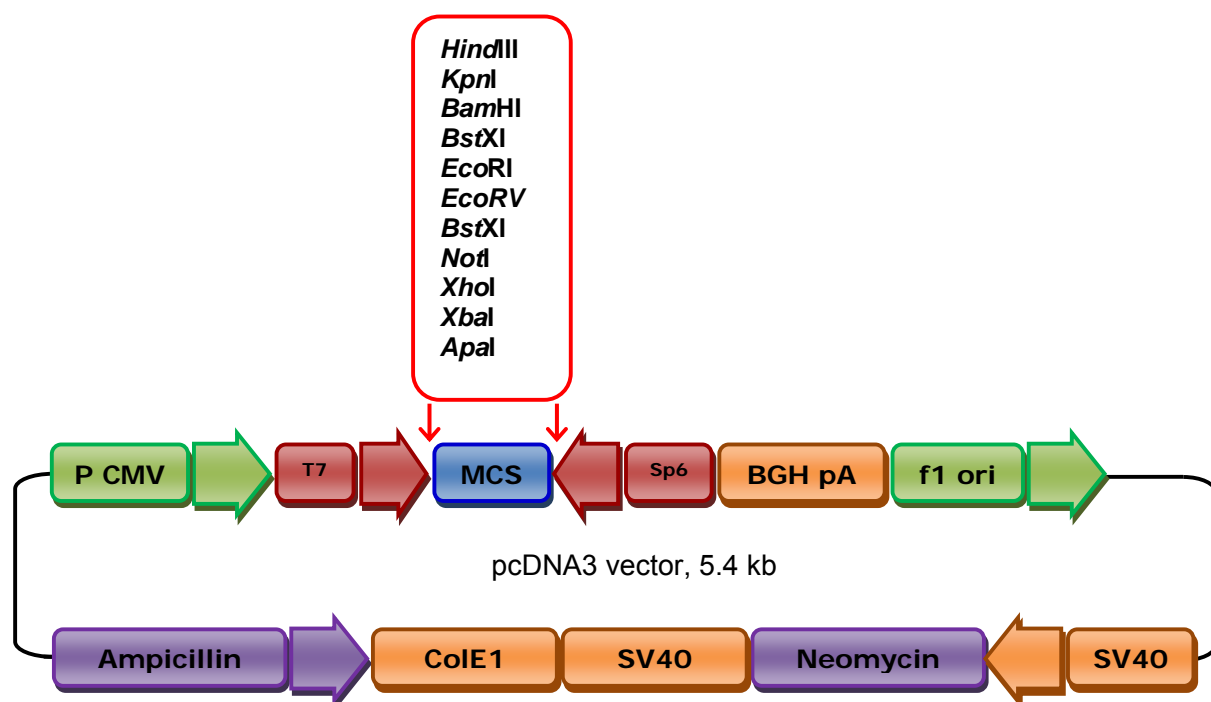 HindIII
KpnI
BamHI
BstXI
EcoRI
EcoRV
BstXI
NotI
XhoI
XbaI
ApaI
P CMV T7 MCS Sp6 BGH pA f1 ori
pcDNA3 vector, 5.4 kb
Ampicillin ColE1 SV40 Neomycin SV40